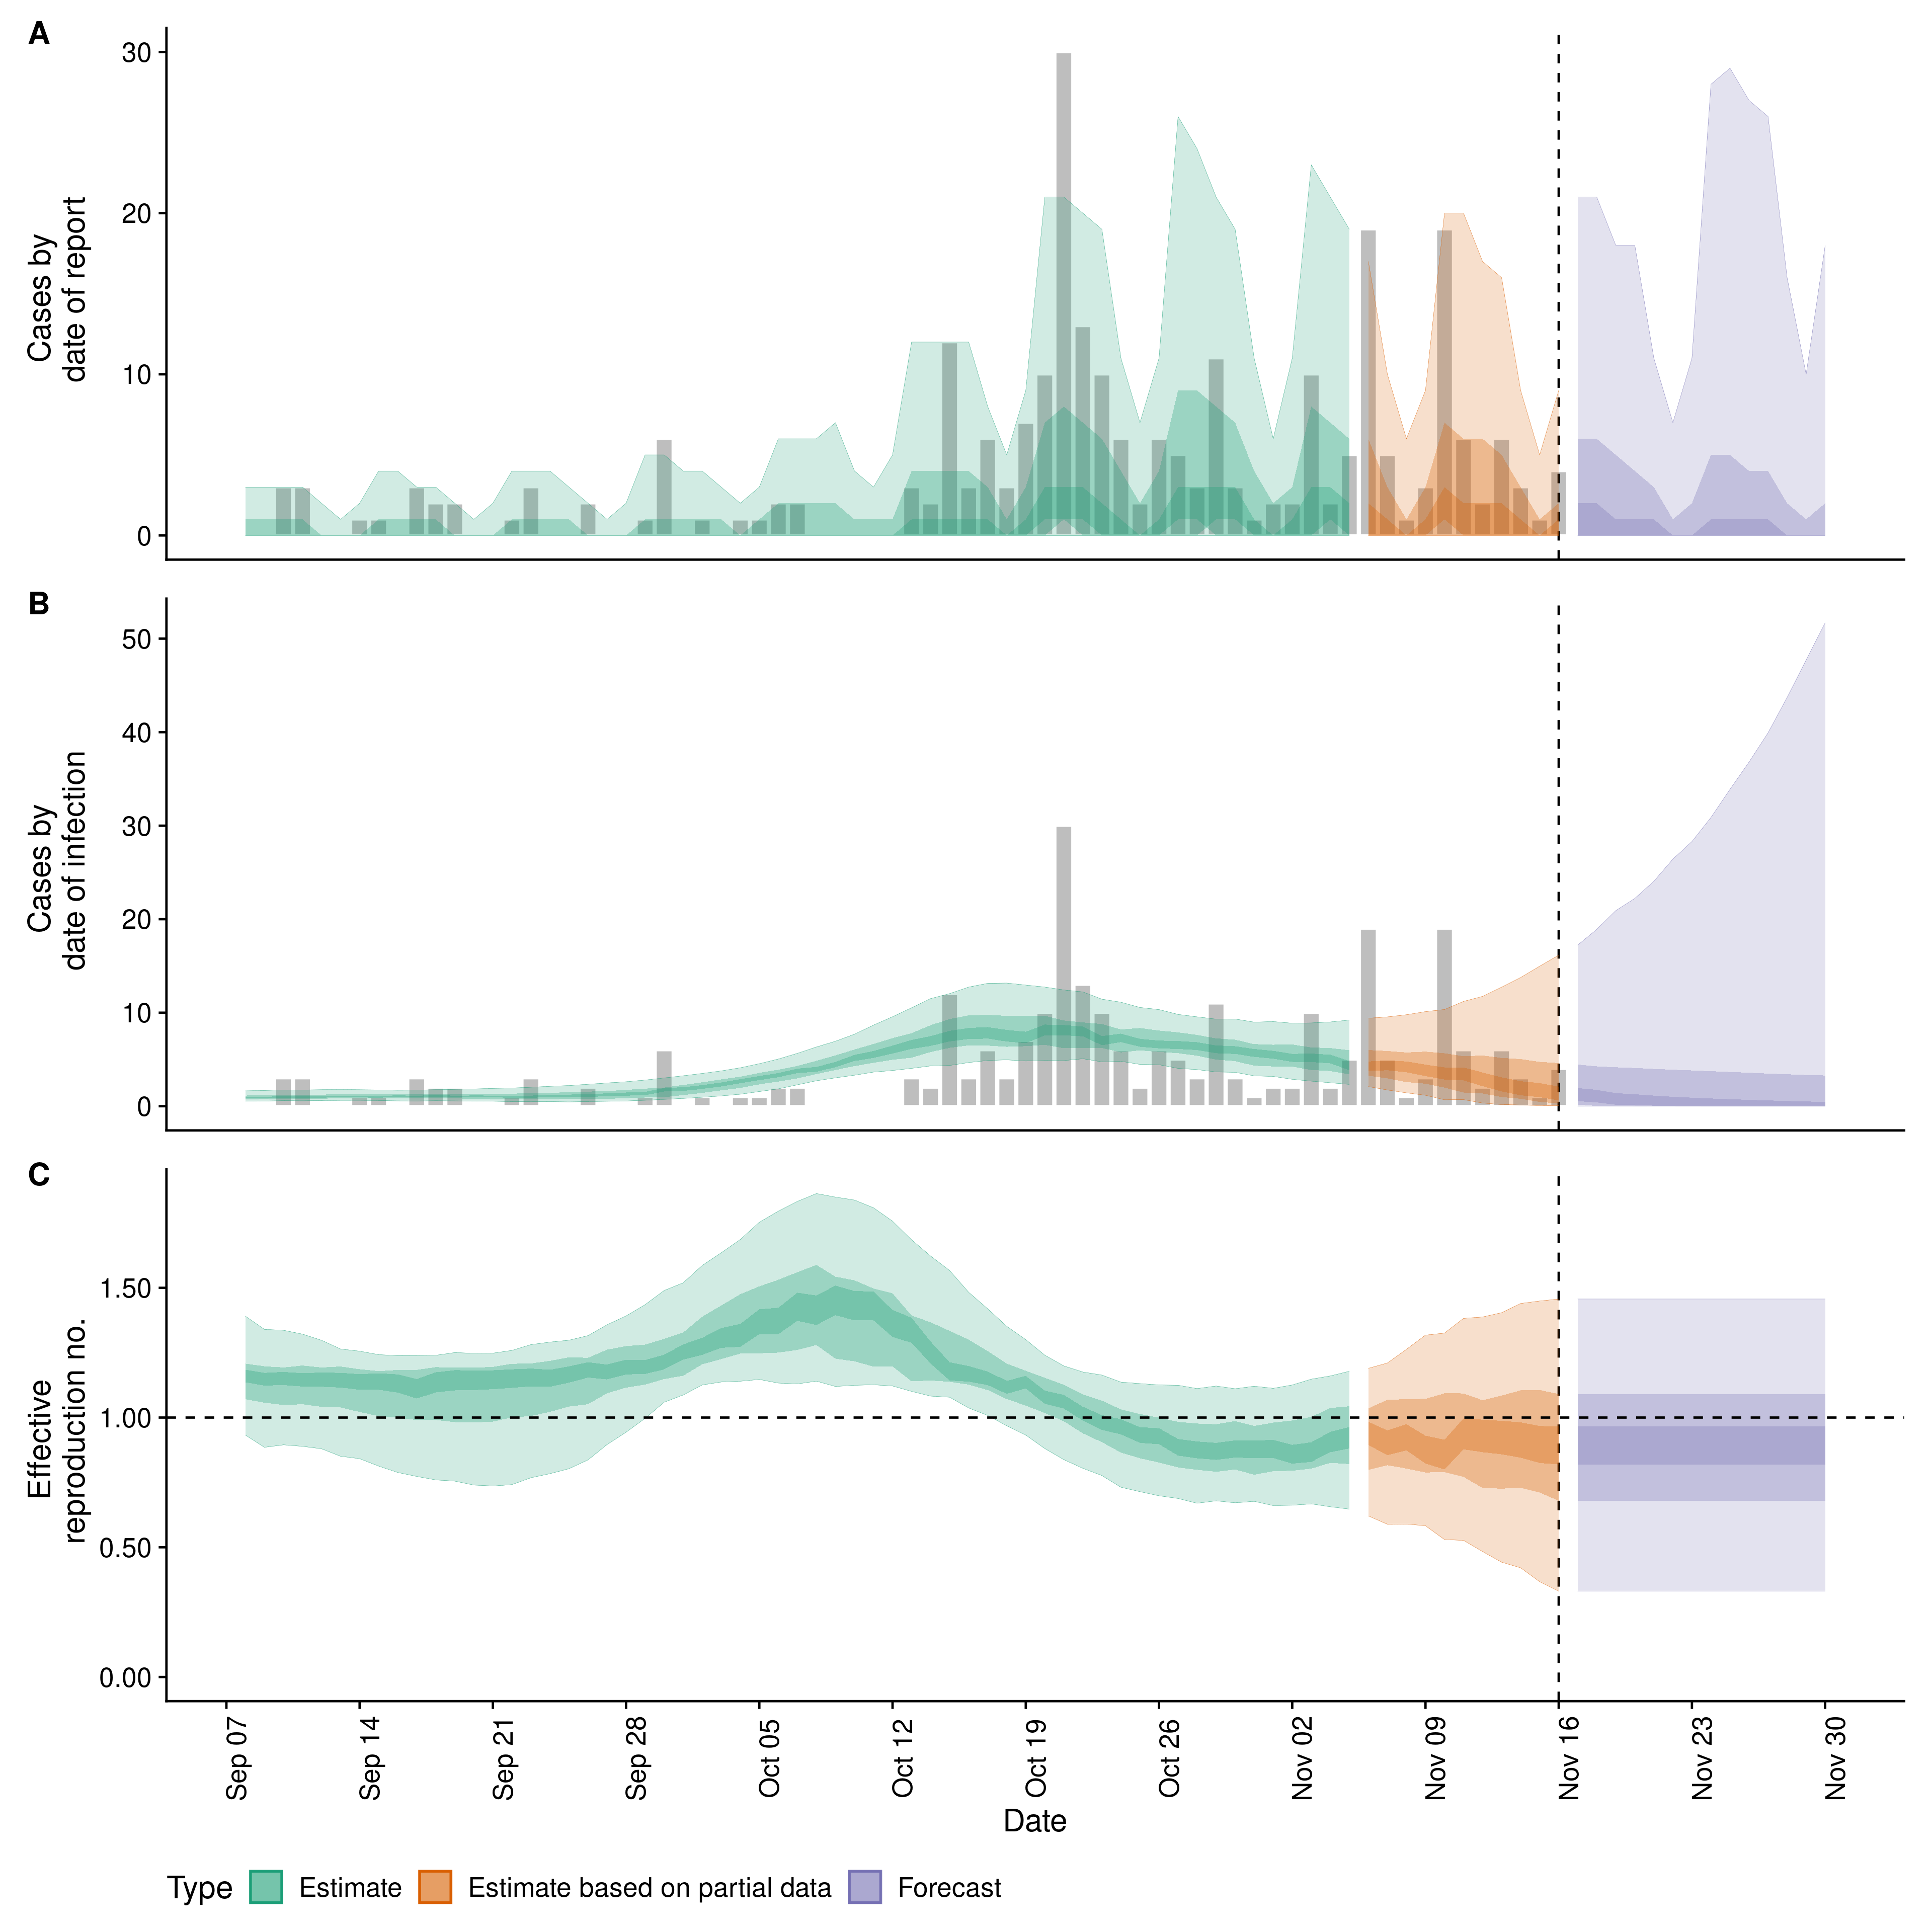 A
30
20
10
0
Cases by
date of report
B
50
40
30
20
10
0
Cases by
date of infection
C
1.50
1.00
0.50
0.00
Effective
reproduction no.
Sep 07
Sep 14
Sep 21
Sep 28
Oct 05
Oct 12
Oct 19
Oct 26
Nov 02
Nov 09
Nov 16
Nov 23
Nov 30
Date
Type Estimate Estimate based on partial data Forecast